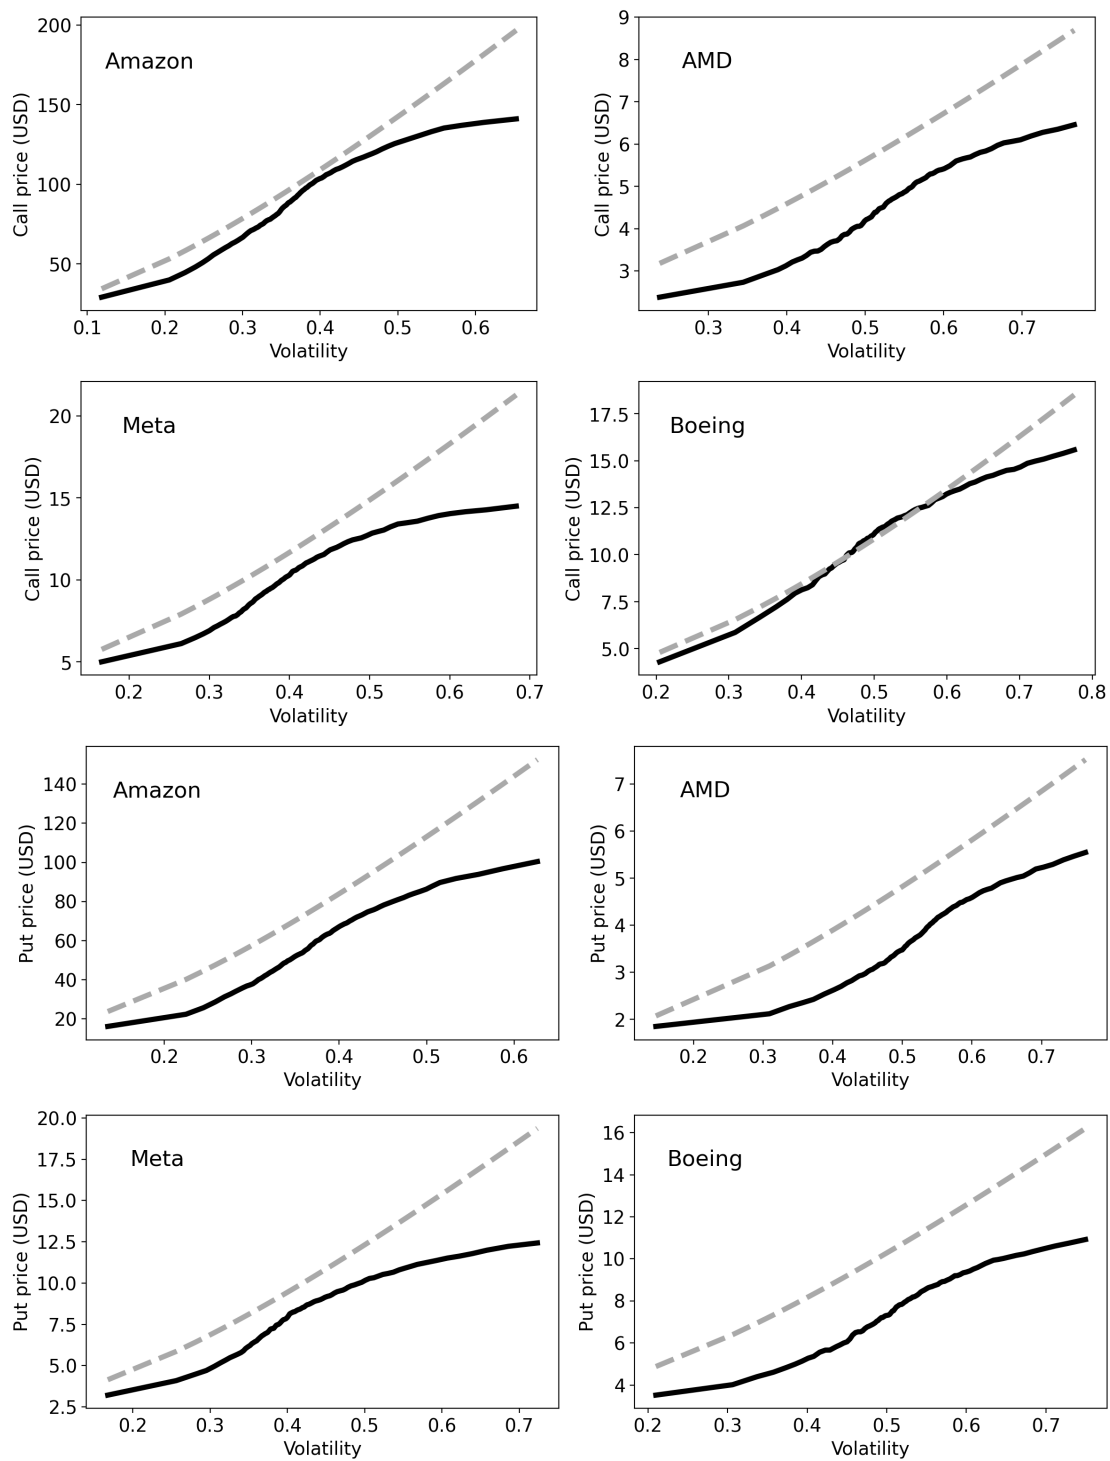 Amazon
Call price (USD)
200
150
100
50
0.1 0.2 0.3 0.4 0.5 0.6
Volatility
AMD
Call price (USD)
9
8
7
6
5
4
3
0.3 0.4 0.5 0.6 0.7
Volatility
Meta
Call price (USD)
20
15
10
5
0.2 0.3 0.4 0.5 0.6 0.7
Volatility
Boeing
Call price (USD)
17.5
15.0
12.5
10.0
7.5
5.0
0.2 0.3 0.4 0.5 0.6 0.7 0.8
Volatility
Amazon
Put price (USD)
140
120
100
80
60
40
20
0.2 0.3 0.4 0.5 0.6
Volatility
AMD
Put price (USD)
7
6
5
4
3
2
0.2 0.3 0.4 0.5 0.6 0.7
Volatility
Meta
Put price (USD)
20.0
17.5
15.0
12.5
10.0
7.5
5.0
2.5
0.2 0.3 0.4 0.5 0.6 0.7
Volatility
Boeing
Put price (USD)
16
14
12
10
8
6
4
0.2 0.3 0.4 0.5 0.6 0.7
Volatility